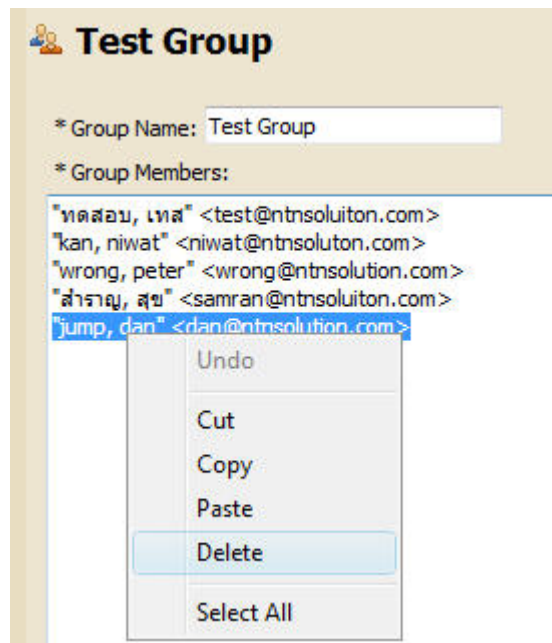 Test Group
* Group Name: Test Group
* Group Members:
"ทดสอบ, เทส" <test@ntnsoluiton.com>
"kan, niwat" <niwat@ntnsoluton.com>
"wrong, peter" <wrong@ntnsolution.com>
"สำราญ, สุข" <samran@ntnsoluiton.com>
"jump, dan" <dan@ntnsolution.com>
Undo
Cut
Copy
Paste
Delete
Select All